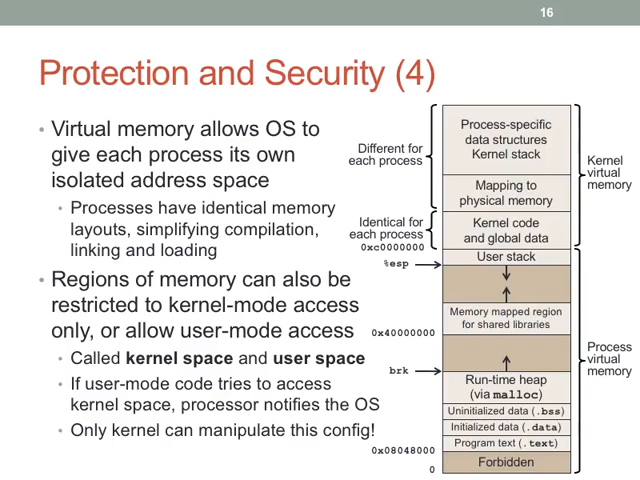 16
Protection and Security (4)
• Virtual memory allows OS to
give each process its own
isolated address space
• Processes have identical memory
layouts, simplifying compilation,
linking and loading
• Regions of memory can also be
restricted to kernel-mode access
only, or allow user-mode access
• Called kernel space and user space
• If user-mode code tries to access
kernel space, processor notifies the OS
• Only kernel can manipulate this config!
Different for
each process
Identical for
each process
0xc0000000
%esp
0x40000000
brk
0x08048000
0
Process-specific
data structures
Kernel stack
Mapping to
physical memory
Kernel code
and global data
User stack
Memory mapped region
for shared libraries
Run-time heap
(via malloc)
Uninitialized data (.bss)
Initialized data (.data)
Program text (.text)
Forbidden
Kernel
virtual
memory
Process
virtual
memory